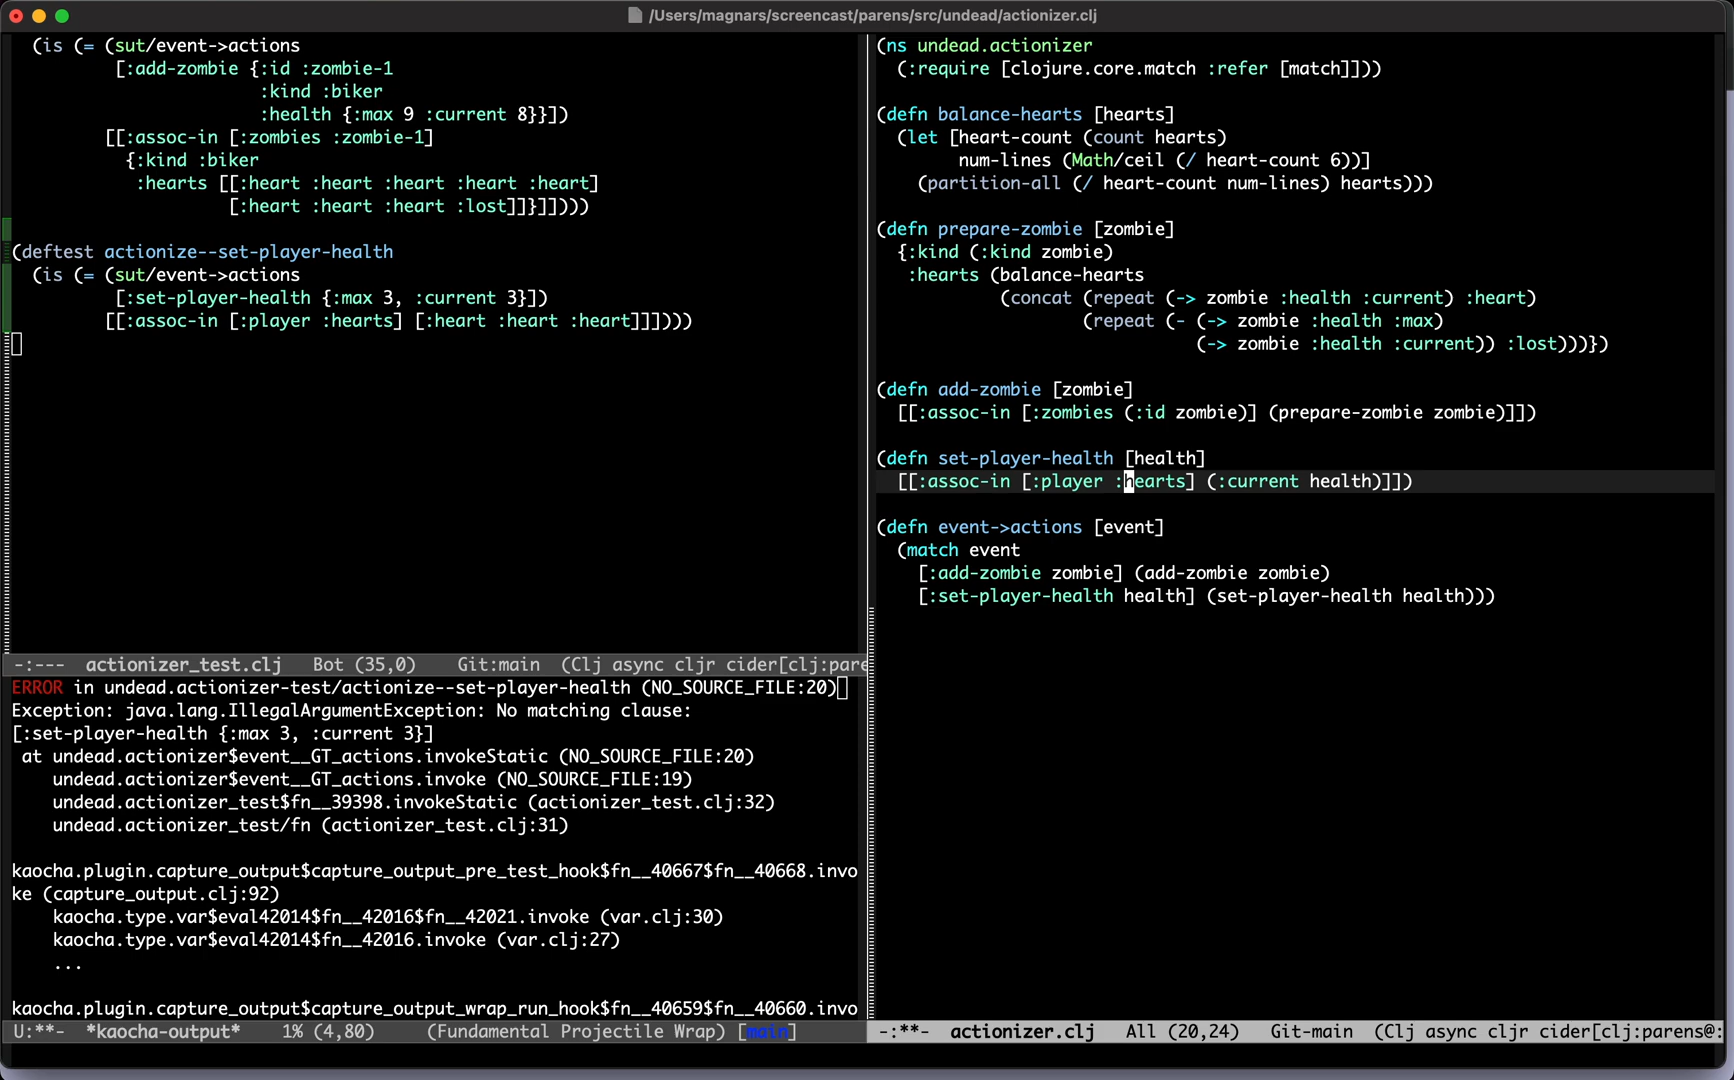 /Users/magnars/screencast/parens/src/undead/actionizer.clj
(is (= (sut/event->actions
[:add-zombie {:id :zombie-1
:kind :biker
:health {:max 9 :current 8}}])
[[:assoc-in [:zombies :zombie-1]
{:kind :biker
:hearts [[:heart :heart :heart :heart :heart]
[:heart :heart :heart :lost]]}]])))
(deftest actionize--set-player-health
(is (= (sut/event->actions
[:set-player-health {:max 3, :current 3}])
[[:assoc-in [:player :hearts] [:heart :heart :heart]]])))
-:--- actionizer_test.clj Bot (35,0) Git:main (Clj async cljr cider[clj:pare
ERROR in undead.actionizer-test/actionize--set-player-health (NO_SOURCE_FILE:20)
Exception: java.lang.IllegalArgumentException: No matching clause:
[:set-player-health {:max 3, :current 3}]
at undead.actionizer$event__GT_actions.invokeStatic (NO_SOURCE_FILE:20)
undead.actionizer$event__GT_actions.invoke (NO_SOURCE_FILE:19)
undead.actionizer_test$fn__39398.invokeStatic (actionizer_test.clj:32)
undead.actionizer_test/fn (actionizer_test.clj:31)
kaocha.plugin.capture_output$capture_output_pre_test_hook$fn__40667$fn__40668.invo
ke (capture_output.clj:92)
kaocha.type.var$eval42014$fn__42016$fn__42021.invoke (var.clj:30)
kaocha.type.var$eval42014$fn__42016.invoke (var.clj:27)
...
kaocha.plugin.capture_output$capture_output_wrap_run_hook$fn__40659$fn__40660.invo
U:**- *kaocha-output* 1% (4,80) (Fundamental Projectile Wrap) [main]
(ns undead.actionizer
(:require [clojure.core.match :refer [match]]))
(defn balance-hearts [hearts]
(let [heart-count (count hearts)
num-lines (Math/ceil (/ heart-count 6))]
(partition-all (/ heart-count num-lines) hearts)))
(defn prepare-zombie [zombie]
{:kind (:kind zombie)
:hearts (balance-hearts
(concat (repeat (-> zombie :health :current) :heart)
(repeat (- (-> zombie :health :max)
(-> zombie :health :current)) :lost)))})
(defn add-zombie [zombie]
[[:assoc-in [:zombies (:id zombie)] (prepare-zombie zombie)]])
(defn set-player-health [health]
[[:assoc-in [:player :hearts] (:current health)]])
(defn event->actions [event]
(match event
[:add-zombie zombie] (add-zombie zombie)
[:set-player-health health] (set-player-health health)))
-:**- actionizer.clj All (20,24) Git-main (Clj async cljr cider[clj:parens@: